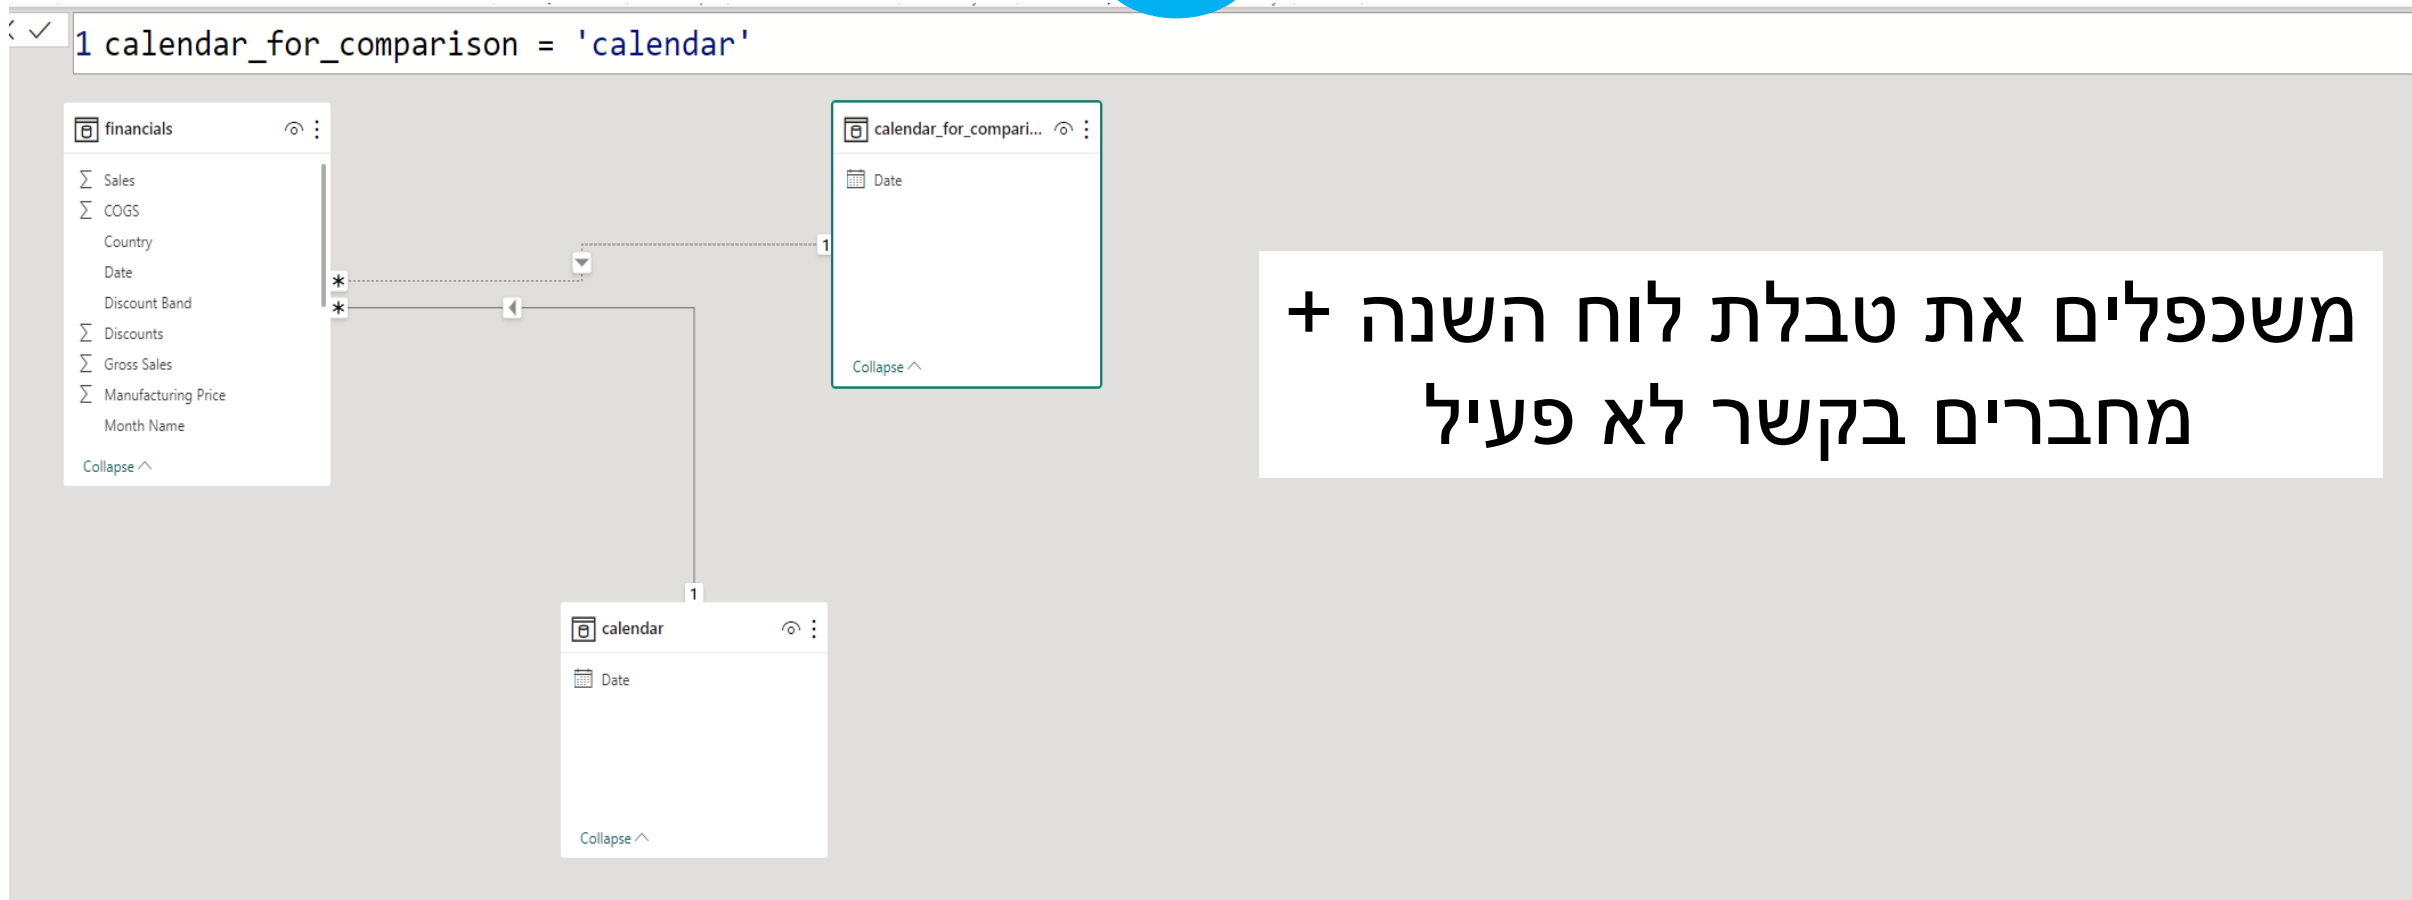 1 calendar_for_comparison = 'calendar'
financials
Sales
COGS
Country
Date
Discount Band
Discounts
Gross Sales
Manufacturing Price
Month Name
Collapse
calendar_for_compari...
Date
Collapse
*
*
1
1
calendar
Date
Collapse
משכפלים את טבלת לוח השנה +
מחברים בקשר לא פעיל